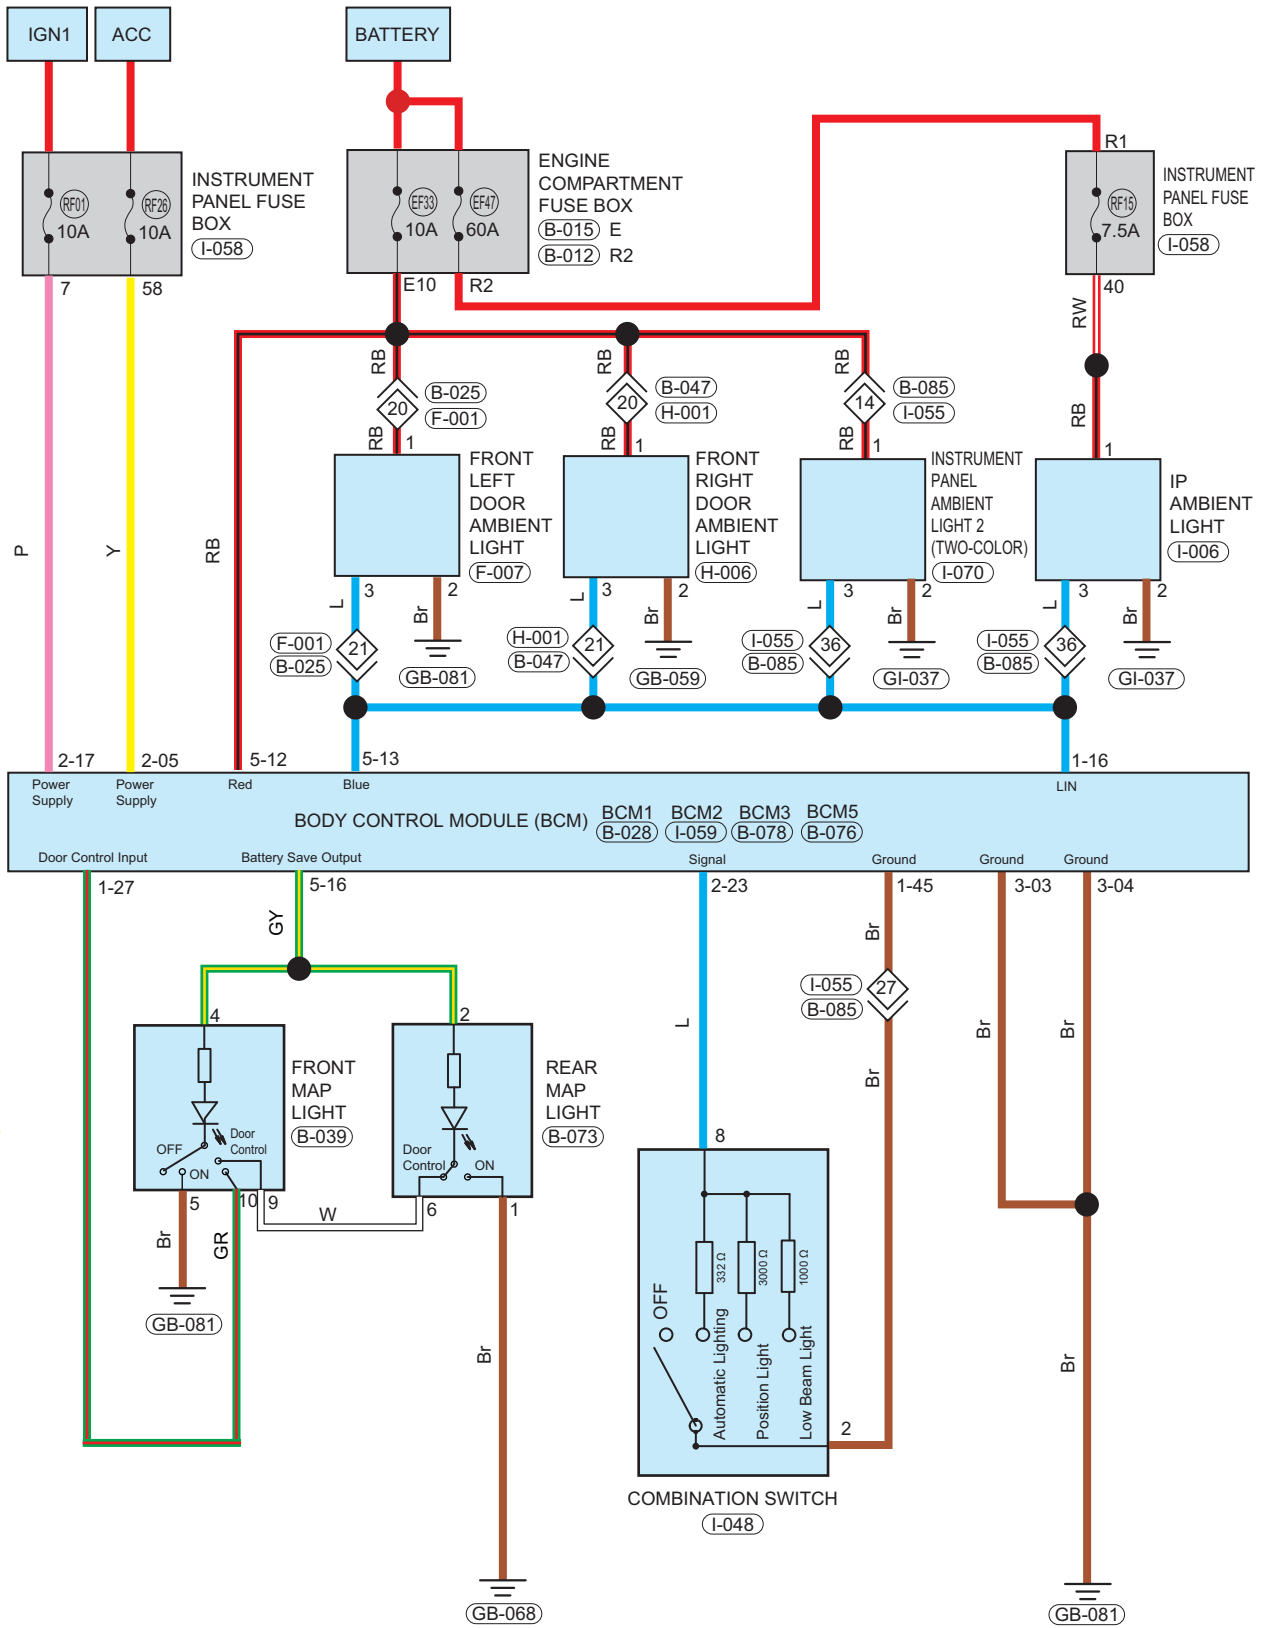 IGN1
ACC
BATTERY
RF01
10A
RF26
10A
INSTRUMENT
PANEL FUSE
BOX
I-058
7
58
EF33
10A
EF47
60A
ENGINE
COMPARTMENT
FUSE BOX
B-015 E
B-012 R2
E10
R2
R1
RF15
7.5A
INSTRUMENT
PANEL FUSE
BOX
I-058
40
RW
RB
RB
RB
20
B-025
F-001
20
B-047
H-001
14
B-085
I-055
RB
RB
RB
RB
1
1
1
1
FRONT
LEFT
DOOR
AMBIENT
LIGHT
F-007
FRONT
RIGHT
DOOR
AMBIENT
LIGHT
H-006
INSTRUMENT
PANEL
AMBIENT
LIGHT 2
(TWO-COLOR)
I-070
IP
AMBIENT
LIGHT
I-006
P
Y
RB
L
3
Br
2
L
3
Br
2
L
3
Br
2
L
3
Br
2
F-001
B-025
21
GB-081
H-001
B-047
21
GB-059
I-055
B-085
36
GI-037
I-055
B-085
36
GI-037
2-17
2-05
5-12
5-13
1-16
Power
Supply
Power
Supply
Red
Blue
LIN
BODY CONTROL MODULE (BCM)
BCM1
B-028
BCM2
I-059
BCM3
B-078
BCM5
B-076
Door Control Input
Battery Save Output
Signal
Ground
Ground
Ground
1-27
5-16
2-23
1-45
3-03
3-04
GY
Br
I-055
B-085
27
4
2
L
Br
Br
Br
FRONT
MAP
LIGHT
B-039
OFF
ON
Door
Control
REAR
MAP
LIGHT
B-073
Door
Control
ON
5
10
9
6
1
W
Br
GR
GB-081
Br
GB-068
8
332 Ω
3000 Ω
1000 Ω
OFF
Automatic Lighting
Position Light
Low Beam Light
2
COMBINATION SWITCH
I-048
Br
GB-081